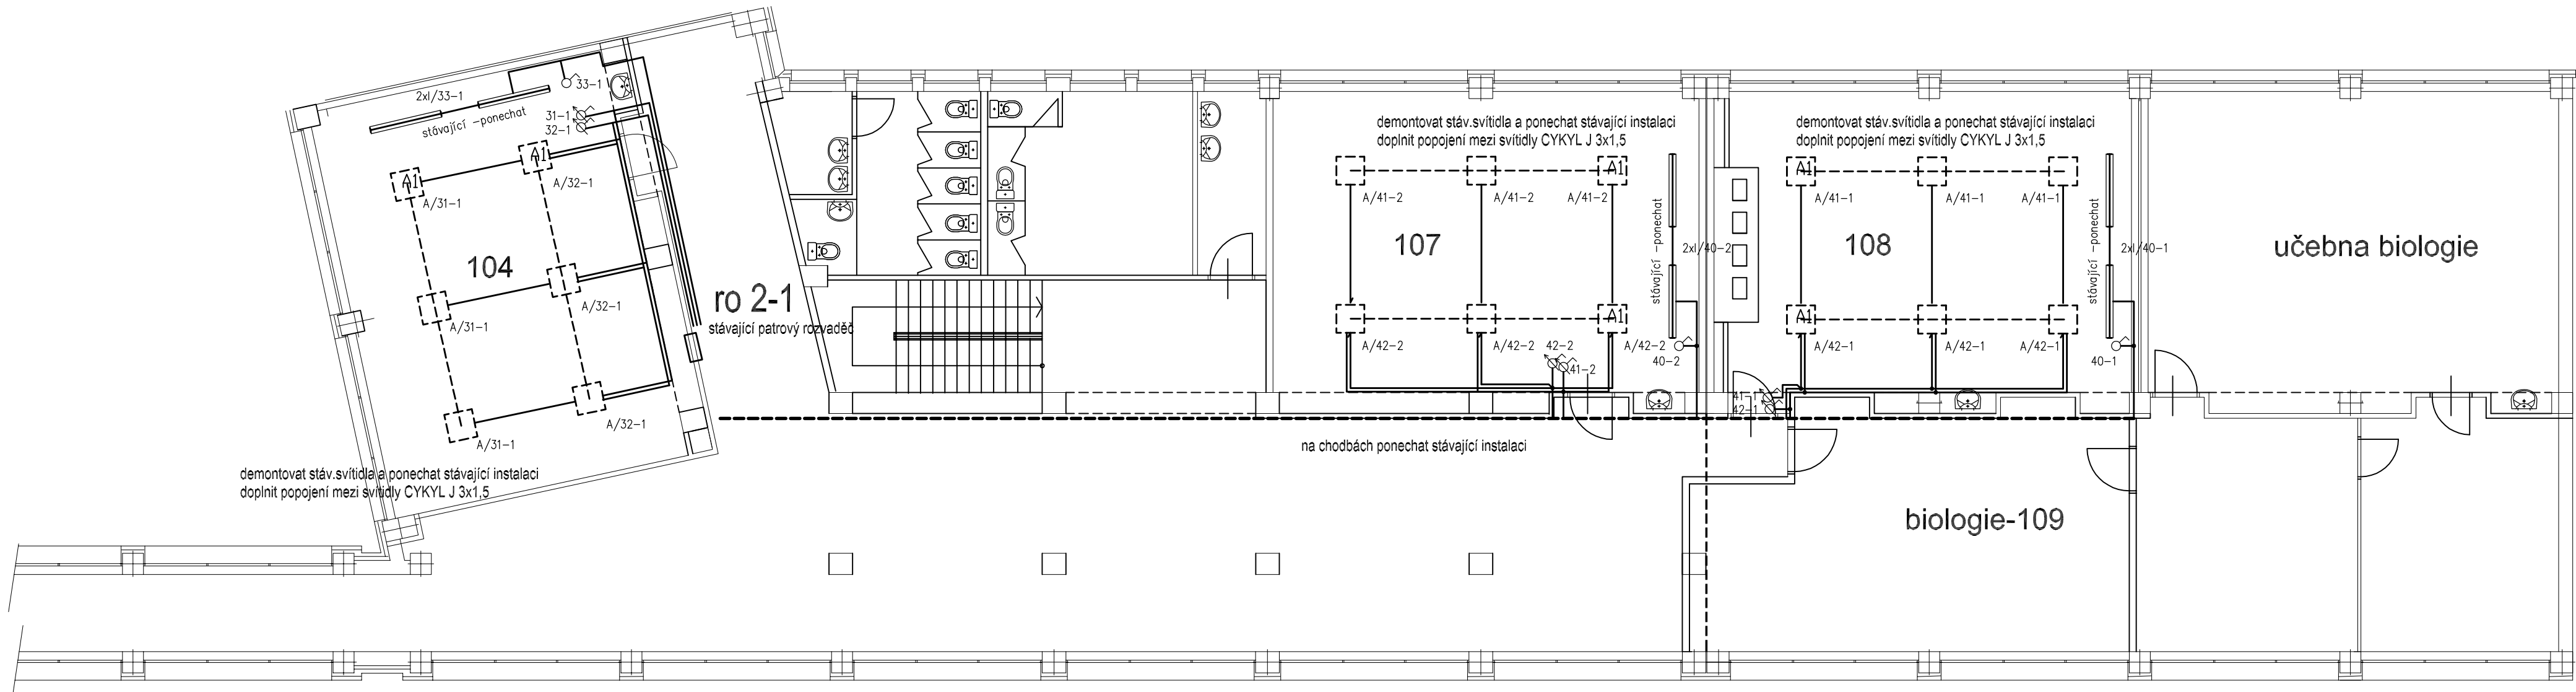 33-1
2xI/33-1
stávající -ponechat
31-1
32-1
A1
A1
A/32-1
A/31-1
104
A/32-1
A/31-1
A/32-1
A/31-1
demontovat stáv.svítidla a ponechat stávající instalaci
doplnit popojení mezi svítidly CYKYL J 3x1,5
ro 2-1
stávající patrový rozvaděč
demontovat stáv.svítidla a ponechat stávající instalaci
doplnit popojení mezi svítidly CYKYL J 3x1,5
A1
A/41-2
A/41-2
A/41-2
107
stávající -ponechat
2xI/40-2
A1
A/42-2
A/42-2
42-2
A/42-2
41-2
40-2
demontovat stáv.svítidla a ponechat stávající instalaci
doplnit popojení mezi svítidly CYKYL J 3x1,5
A1
A/41-1
A/41-1
A/41-1
108
stávající -ponechat
2xI/40-1
A1
A/42-1
A/42-1
A/42-1
40-1
41-1
42-1
učebna biologie
na chodbách ponechat stávající instalaci
biologie-109